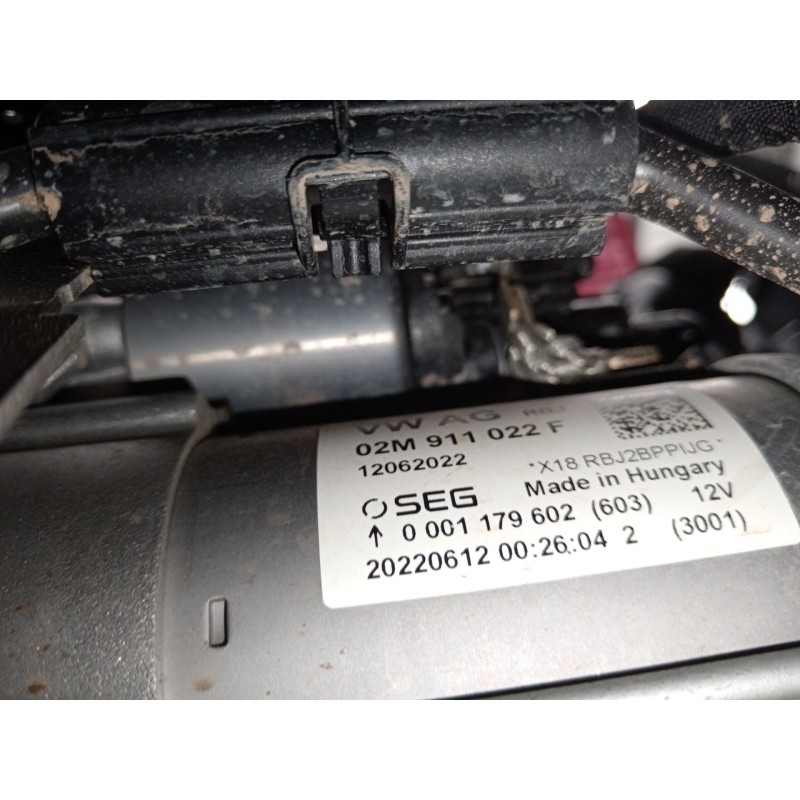 VW AG RBJ
02M 911 022 F
12062022
*X18 RBJ2BPPIJG*
SEG Made in Hungary
0 001 179 602 (603) 12V
20220612 00:26:04 2 (3001)